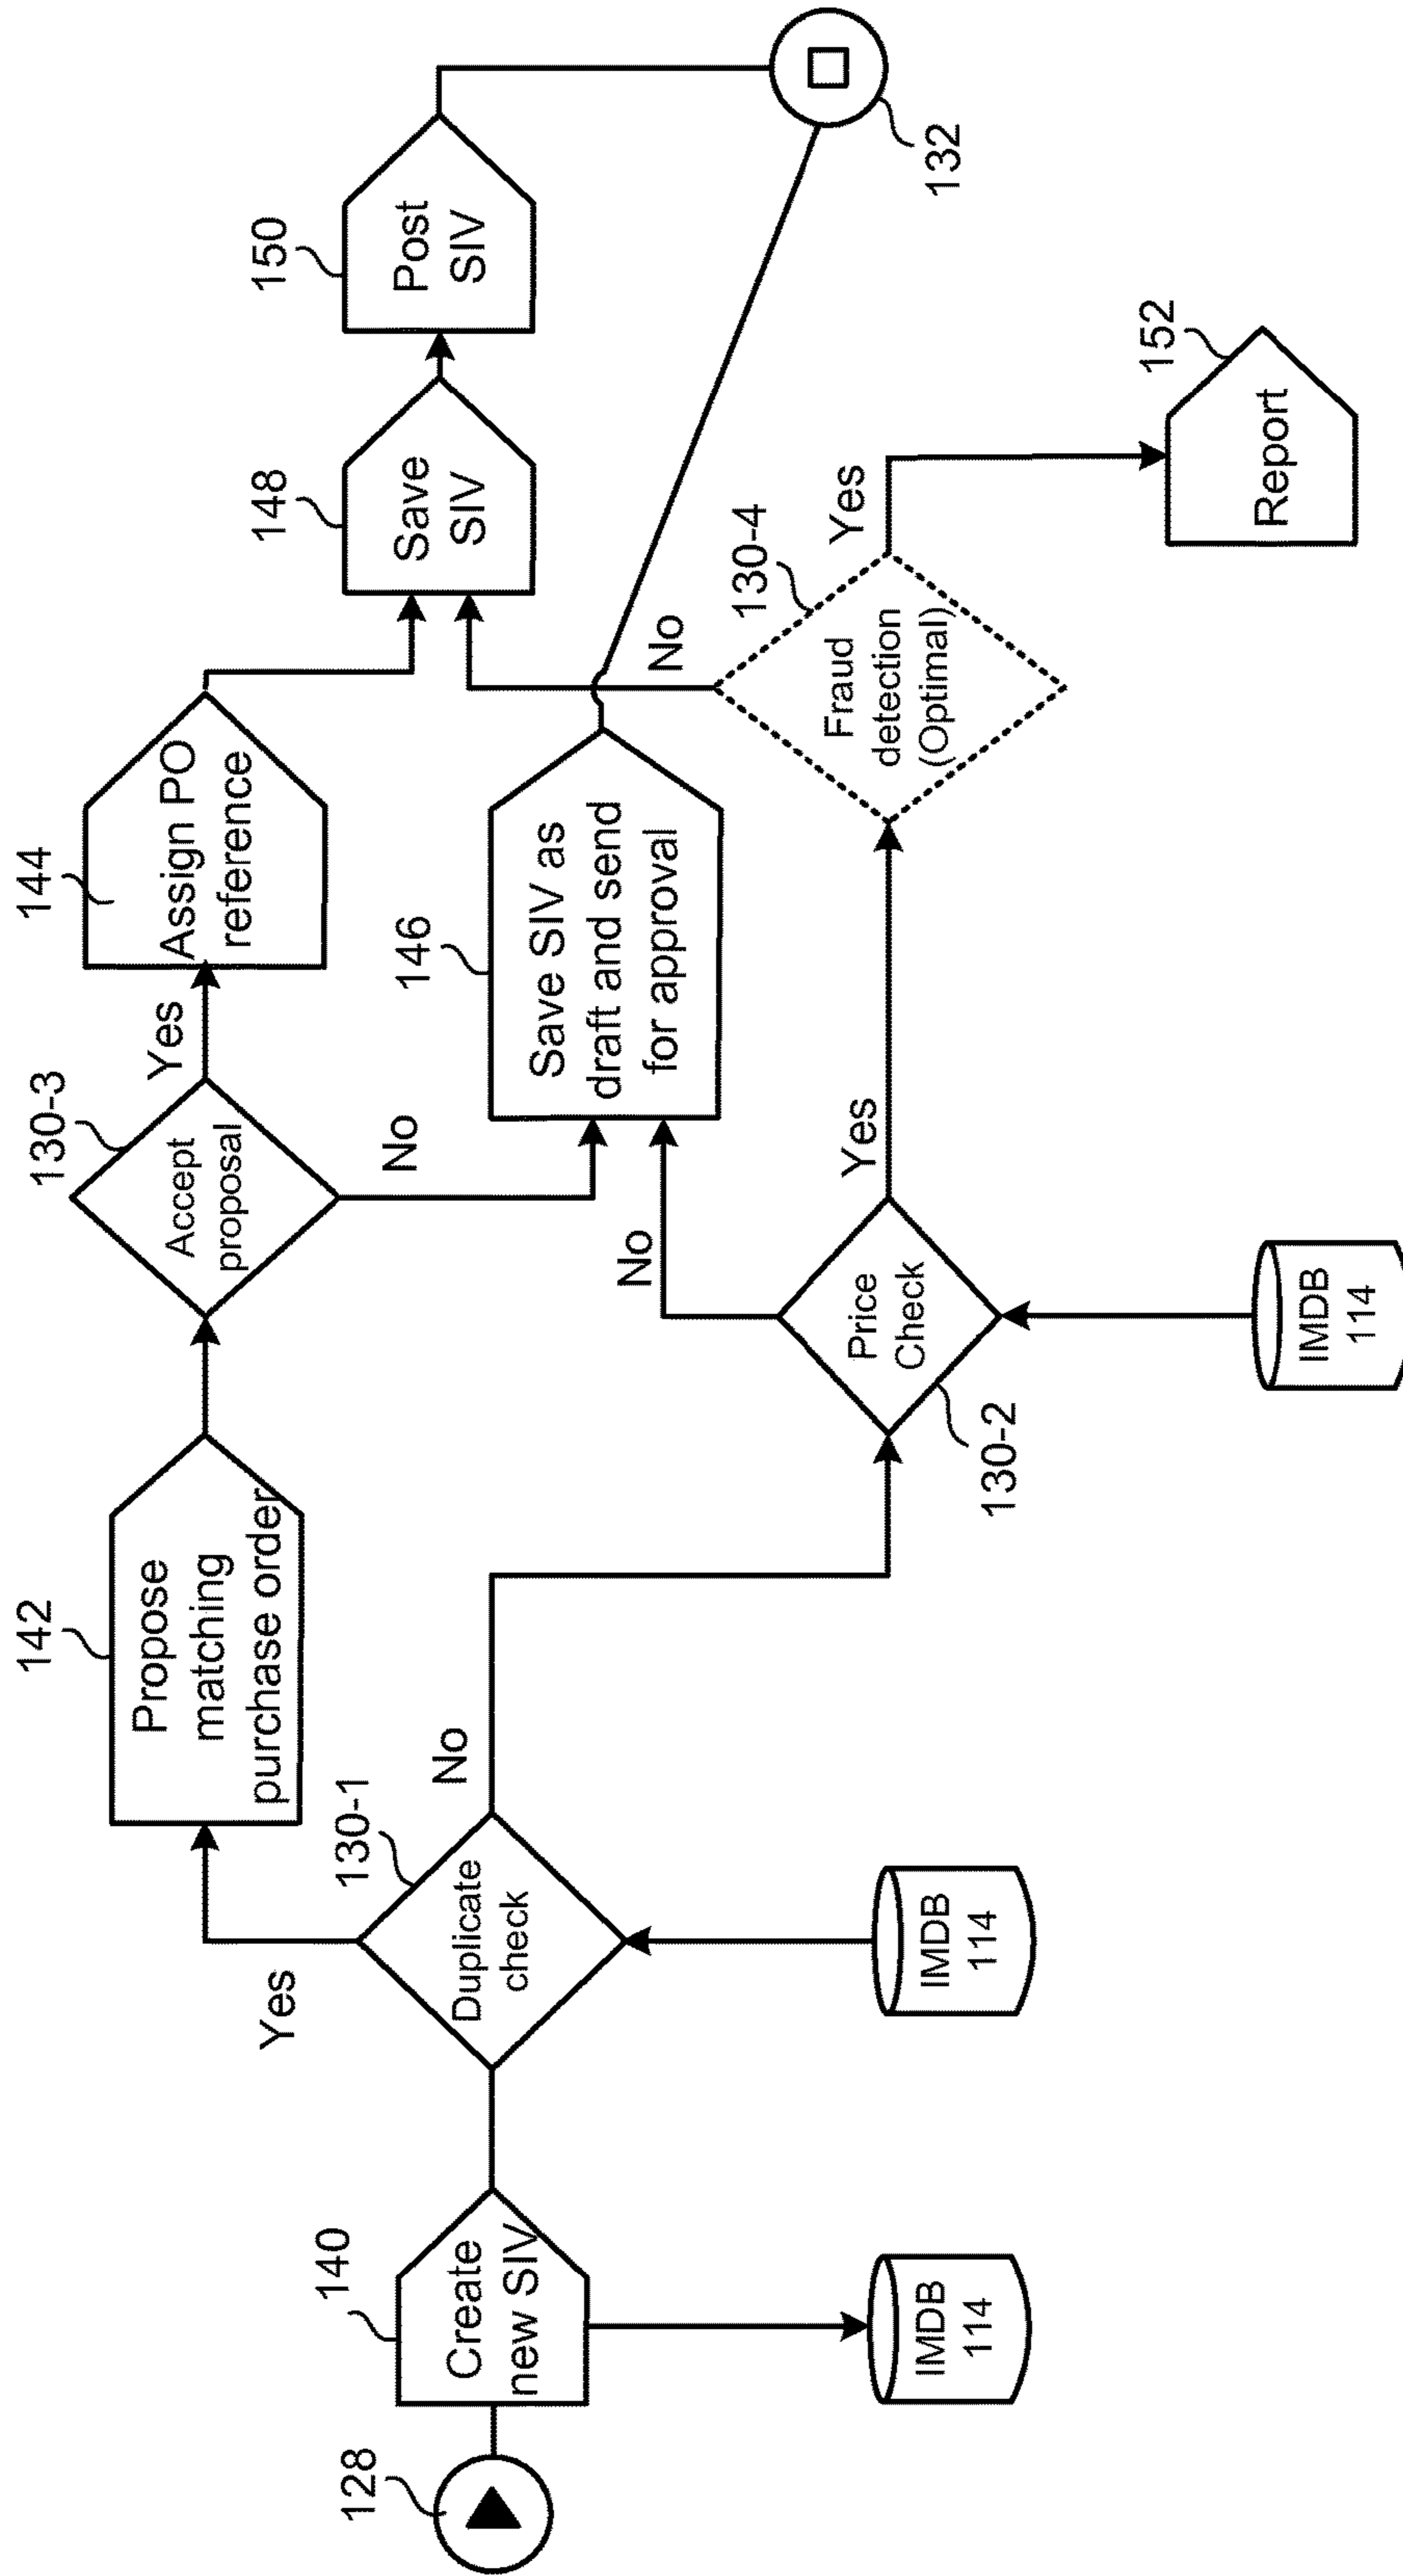 128
140
Create
new SIV
IMDB
114
Yes
130-1
Duplicate
check
No
IMDB
114
142
Propose
matching
purchase order
130-3
Accept
proposal
Yes
No
144
Assign PO
reference
146
Save SIV as
draft and send
for approval
No
Price
Check
130-2
Yes
IMDB
114
130-4
Fraud
detection
(Optimal)
No
Yes
148
Save
SIV
150
Post
SIV
152
Report
132